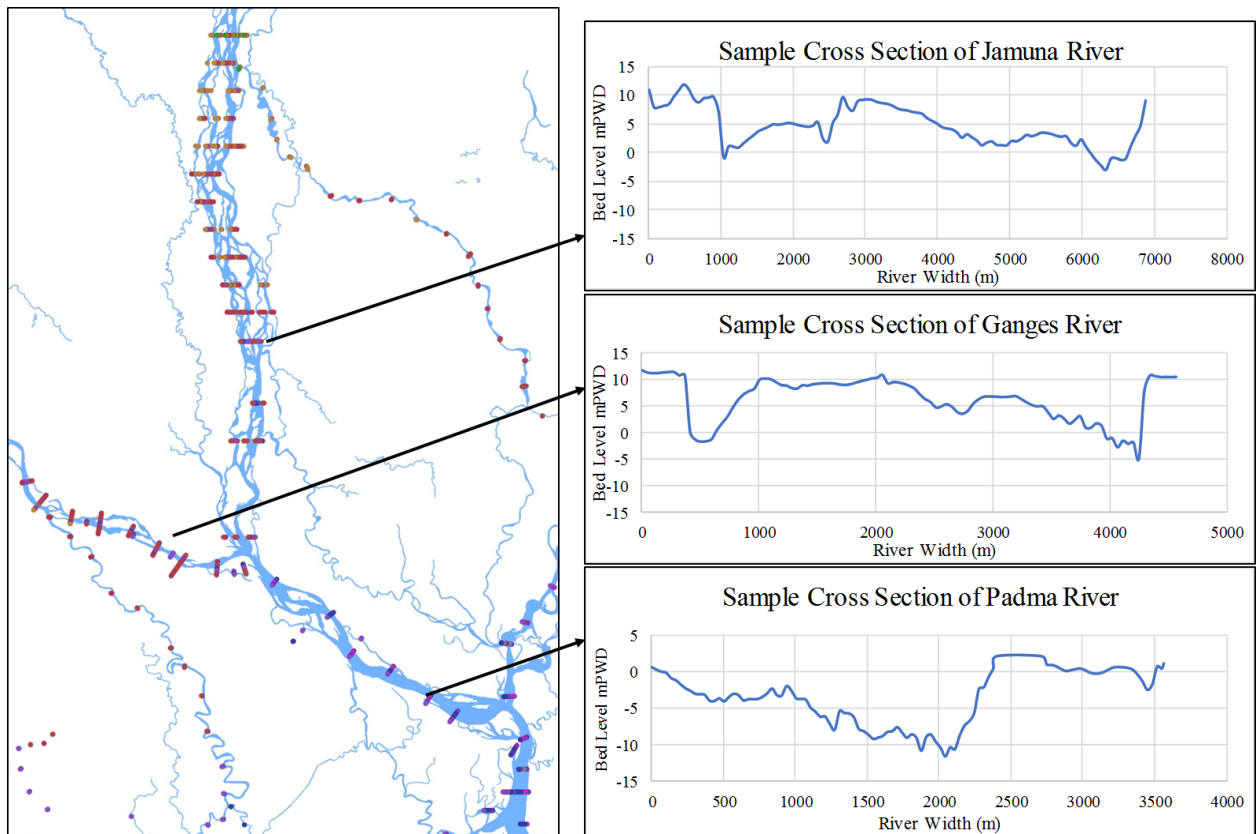 Sample Cross Section of Jamuna River
Bed Level mPWD
15
10
5
0
-5
-10
-15
0 1000 2000 3000 4000 5000 6000 7000 8000
River Width (m)
Sample Cross Section of Ganges River
Bed Level mPWD
15
10
5
0
-5
-10
-15
0 1000 2000 3000 4000 5000
River Width (m)
Sample Cross Section of Padma River
Bed Level mPWD
5
0
-5
-10
-15
0 500 1000 1500 2000 2500 3000 3500 4000
River Width (m)